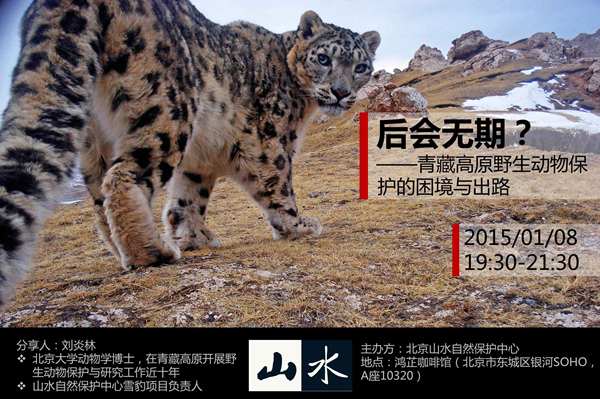 后会无期？
——青藏高原野生动物保
护的困境与出路
2015/01/08
19:30-21:30
分享人：刘炎林
❖ 北京大学动物学博士，在青藏高原开展野
生动物保护与研究工作近十年
❖ 山水自然保护中心雪豹项目负责人
山水
主办方：北京山水自然保护中心
地点：鸿芷咖啡馆（北京市东城区银河SOHO，
A座10320）